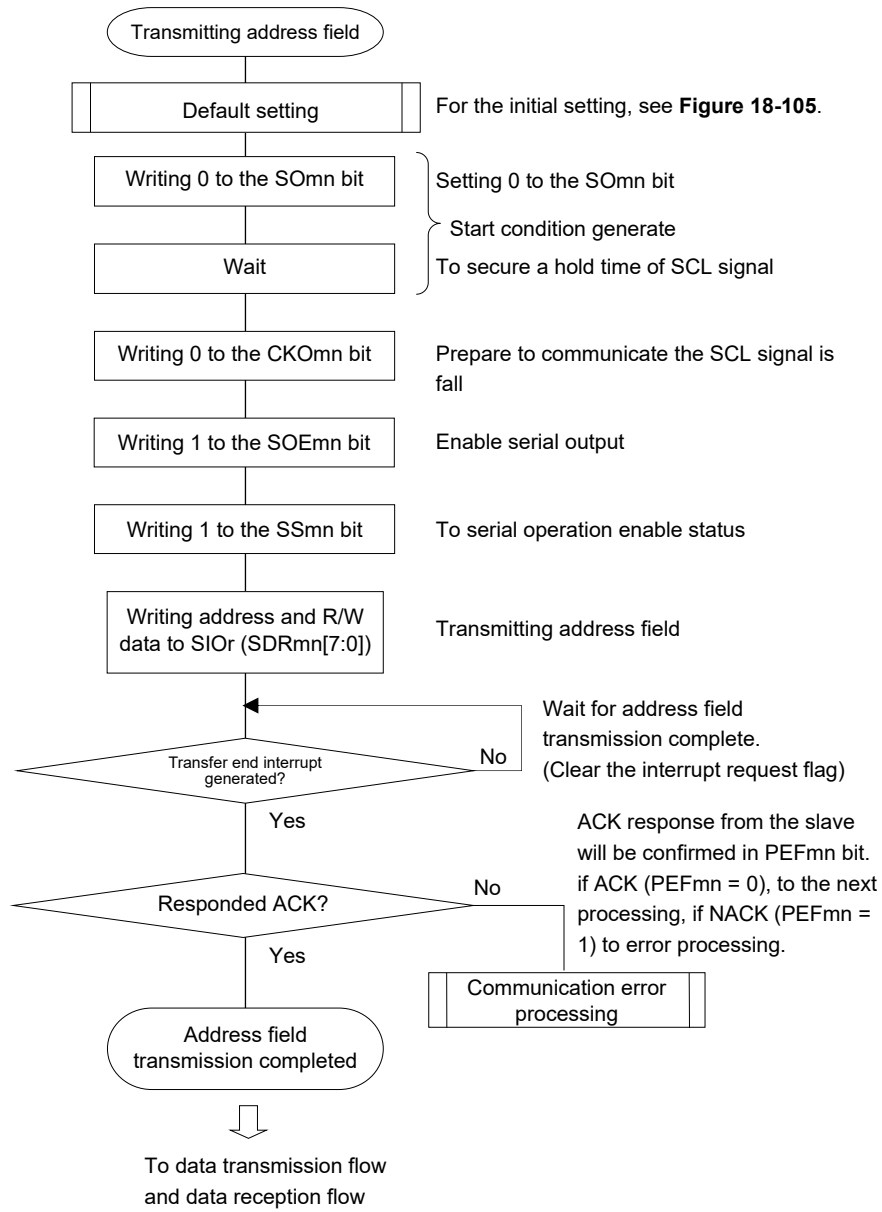 Transmitting address field
Default setting
For the initial setting, see Figure 18-105.
Writing 0 to the SOmn bit
Setting 0 to the SOmn bit
Start condition generate
Wait
To secure a hold time of SCL signal
Writing 0 to the CKOmn bit
Prepare to communicate the SCL signal is
fall
Writing 1 to the SOEmn bit
Enable serial output
Writing 1 to the SSmn bit
To serial operation enable status
Writing address and R/W
data to SIOr (SDRmn[7:0])
Transmitting address field
Wait for address field
transmission complete.
(Clear the interrupt request flag)
Transfer end interrupt
generated?
No
Yes
ACK response from the slave
will be confirmed in PEFmn bit.
if ACK (PEFmn = 0), to the next
processing, if NACK (PEFmn =
1) to error processing.
Responded ACK?
No
Yes
Communication error
processing
Address field
transmission completed
To data transmission flow
and data reception flow